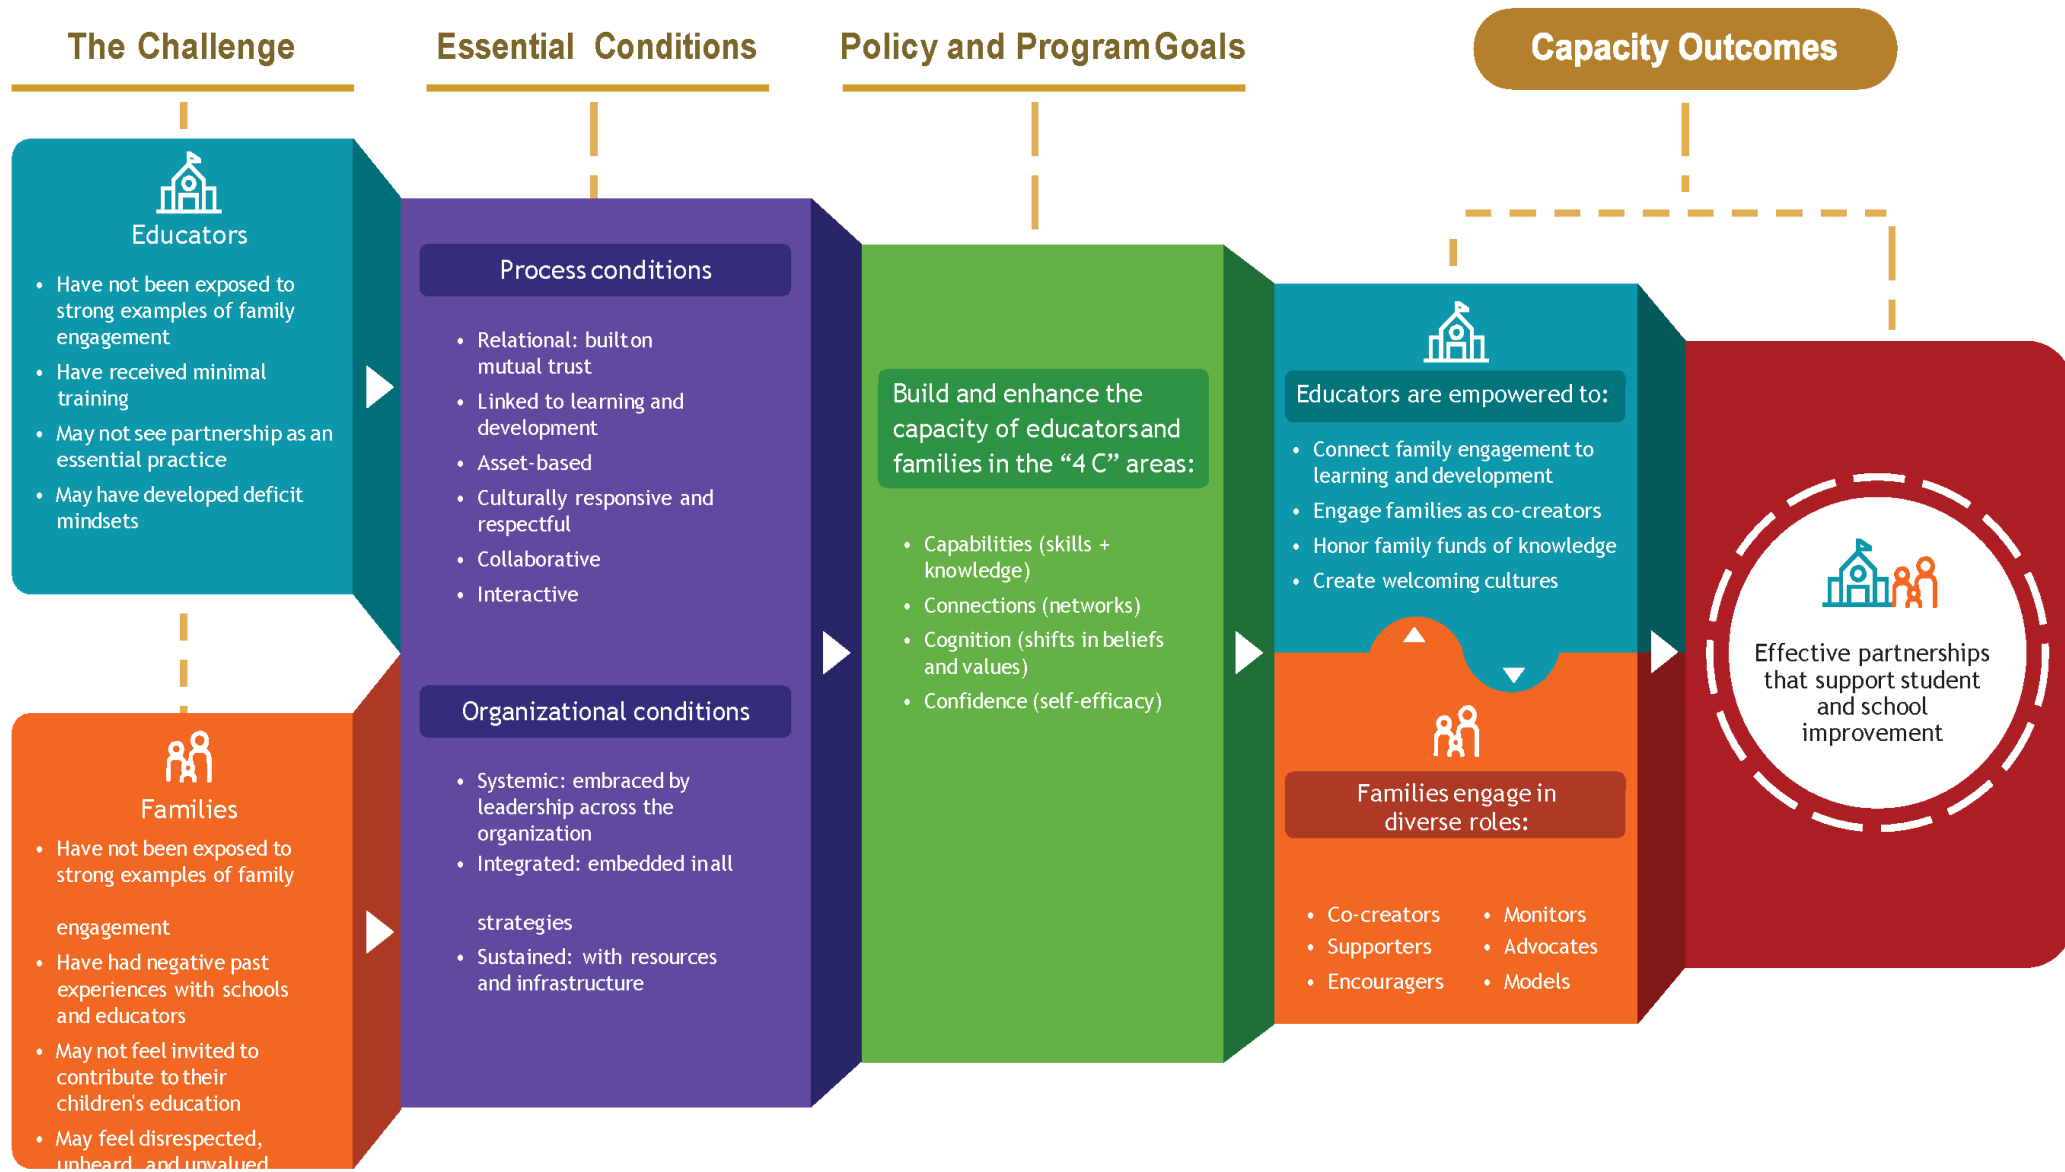 The Challenge
Essential Conditions
Policy and Program Goals
Capacity Outcomes
Educators
• Have not been exposed to
strong examples of family
engagement
• Have received minimal
training
• May not see partnership as an
essential practice
• May have developed deficit
mindsets
Families
• Have not been exposed to
strong examples of family
engagement
• Have had negative past
experiences with schools
and educators
• May not feel invited to
contribute to their
children's education
• May feel disrespected,
unheard, and unvalued
Process conditions
• Relational: built on
mutual trust
• Linked to learning and
development
• Asset-based
• Culturally responsive and
respectful
• Collaborative
• Interactive
Organizational conditions
• Systemic: embraced by
leadership across the
organization
• Integrated: embedded in all
strategies
• Sustained: with resources
and infrastructure
Build and enhance the
capacity of educators and
families in the “4 C” areas:
• Capabilities (skills +
knowledge)
• Connections (networks)
• Cognition (shifts in beliefs
and values)
• Confidence (self-efficacy)
Educators are empowered to:
• Connect family engagement to
learning and development
• Engage families as co-creators
• Honor family funds of knowledge
• Create welcoming cultures
Families engage in
diverse roles:
• Co-creators
• Supporters
• Encouragers
• Monitors
• Advocates
• Models
Effective partnerships
that support student
and school
improvement